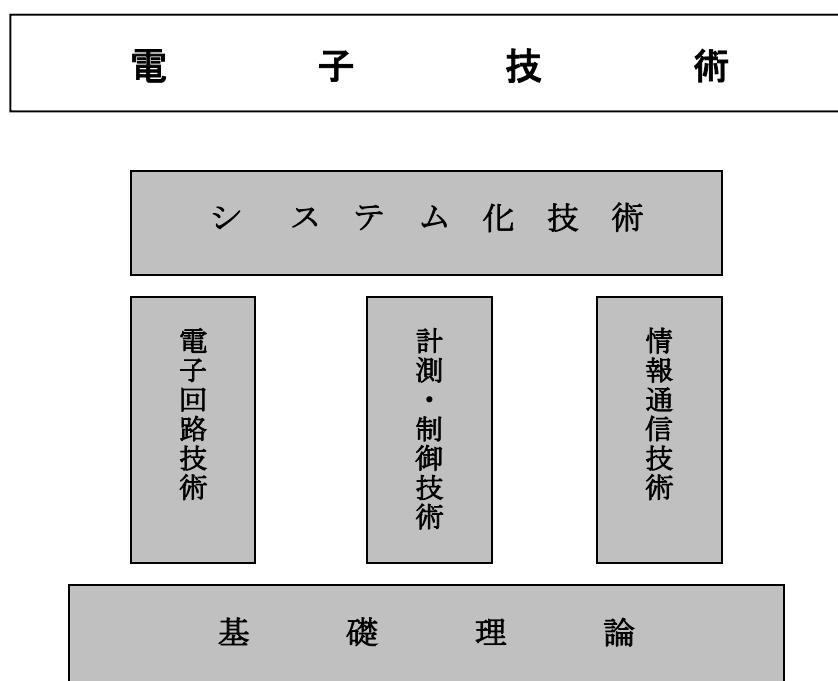 電子技術
システム化技術
電子回路技術
計測・制御技術
情報通信技術
基礎理論